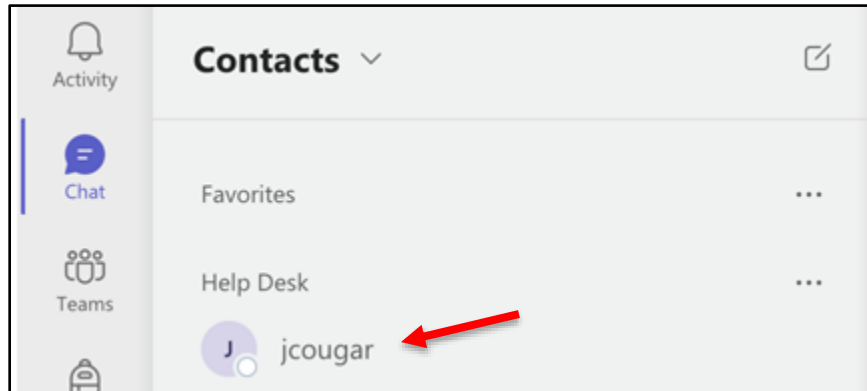 Activity
Chat
Teams
Contacts
Favorites
...
Help Desk
...
J
jcougar